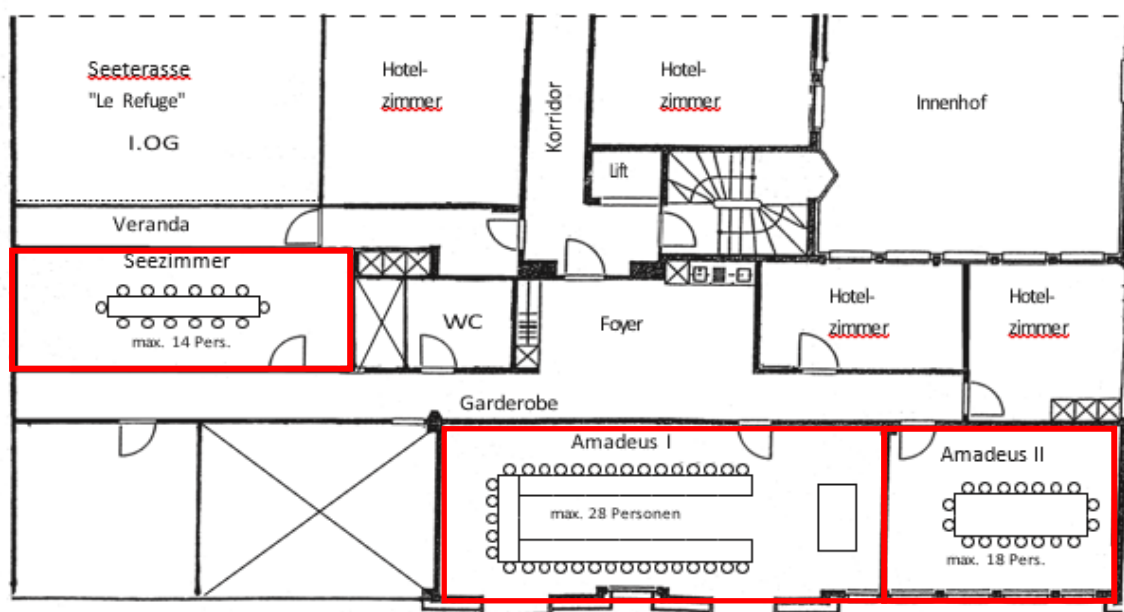 Seeterasse
"Le Refuge"
I.OG
Hotel-
zimmer
Korridor
Hotel-
zimmer
Innenhof
Lift
Veranda
Seezimmer
max. 14 Pers.
WC
Foyer
Hotel-
zimmer
Hotel-
zimmer
Garderobe
Amadeus I
max. 28 Personen
Amadeus II
max. 18 Pers.